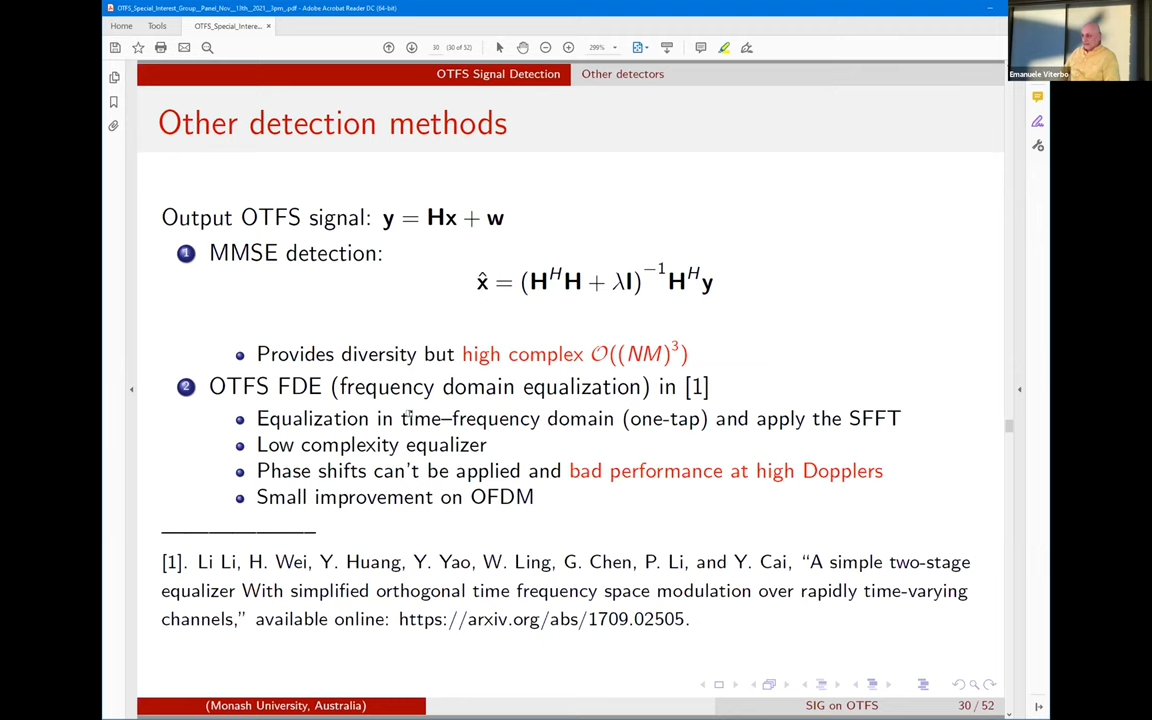 OTFS_Special_Interest_Group__Panel_Nov__13th__2021__3pm_.pdf - Adobe Acrobat Reader DC (64-bit)
Home Tools OTFS_Special_Intere... ×
30 (30 of 52) 299%
Emanuele Viterbo
OTFS Signal Detection Other detectors
Other detection methods
Output OTFS signal: y = Hx + w
1 MMSE detection:
x̂ = (HᴴH + λI)⁻¹Hᴴy
Provides diversity but high complex O((NM)³)
2 OTFS FDE (frequency domain equalization) in [1]
Equalization in time–frequency domain (one-tap) and apply the SFFT
Low complexity equalizer
Phase shifts can't be applied and bad performance at high Dopplers
Small improvement on OFDM
[1]. Li Li, H. Wei, Y. Huang, Y. Yao, W. Ling, G. Chen, P. Li, and Y. Cai, “A simple two-stage
equalizer With simplified orthogonal time frequency space modulation over rapidly time-varying
channels,” available online: https://arxiv.org/abs/1709.02505.
(Monash University, Australia) SIG on OTFS 30 / 52